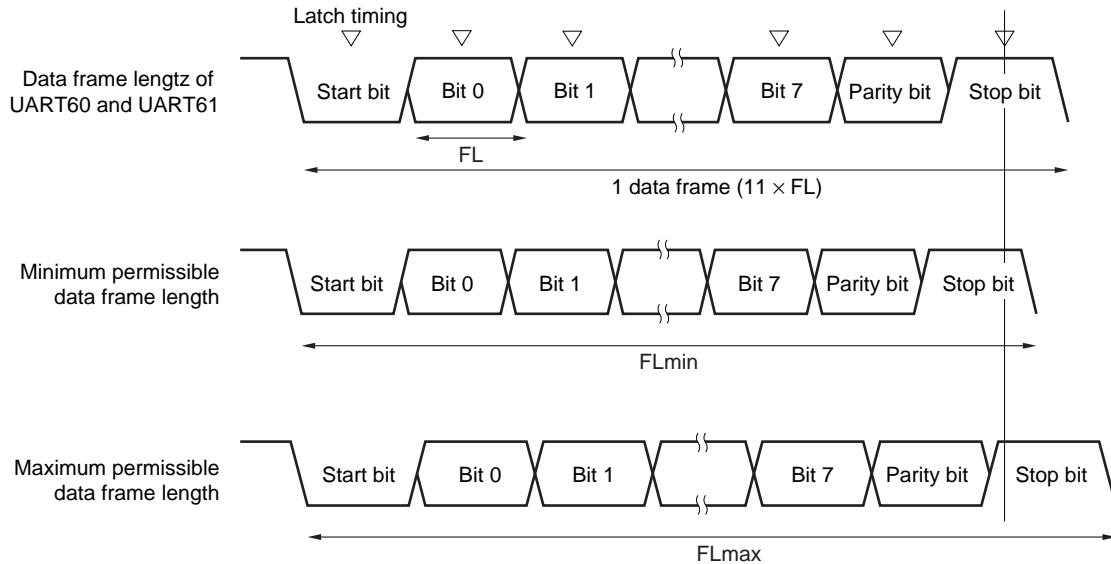 Latch timing
Data frame lengtz of
UART60 and UART61
Start bit Bit 0 Bit 1 Bit 7 Parity bit Stop bit
FL
1 data frame (11 × FL)
Minimum permissible
data frame length
Start bit Bit 0 Bit 1 Bit 7 Parity bit Stop bit
FLmin
Maximum permissible
data frame length
Start bit Bit 0 Bit 1 Bit 7 Parity bit Stop bit
FLmax